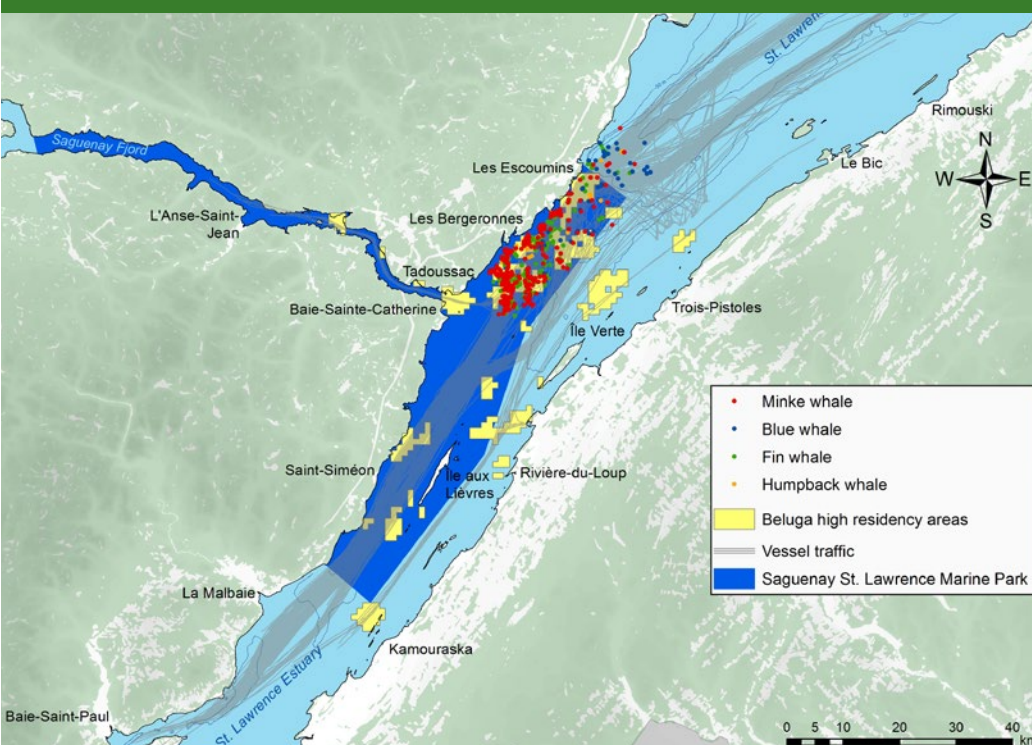 St. Lawrence
Rimouski
Saguenay Fjord
N
Le Bic
Les Escoumins
W
E
S
L'Anse-Saint-
Jean
Les Bergeronnes
Tadoussac
Baie-Sainte-Catherine
Trois-Pistoles
Île Verte
Minke whale
Blue whale
Fin whale
Humpback whale
Beluga high residency areas
Vessel traffic
Saguenay St. Lawrence Marine Park
Saint-Siméon
Île aux
Lièvres
Rivière-du-Loup
La Malbaie
Kamouraska
St. Lawrence Estuary
Baie-Saint-Paul
0 5 10 20 30 40
km